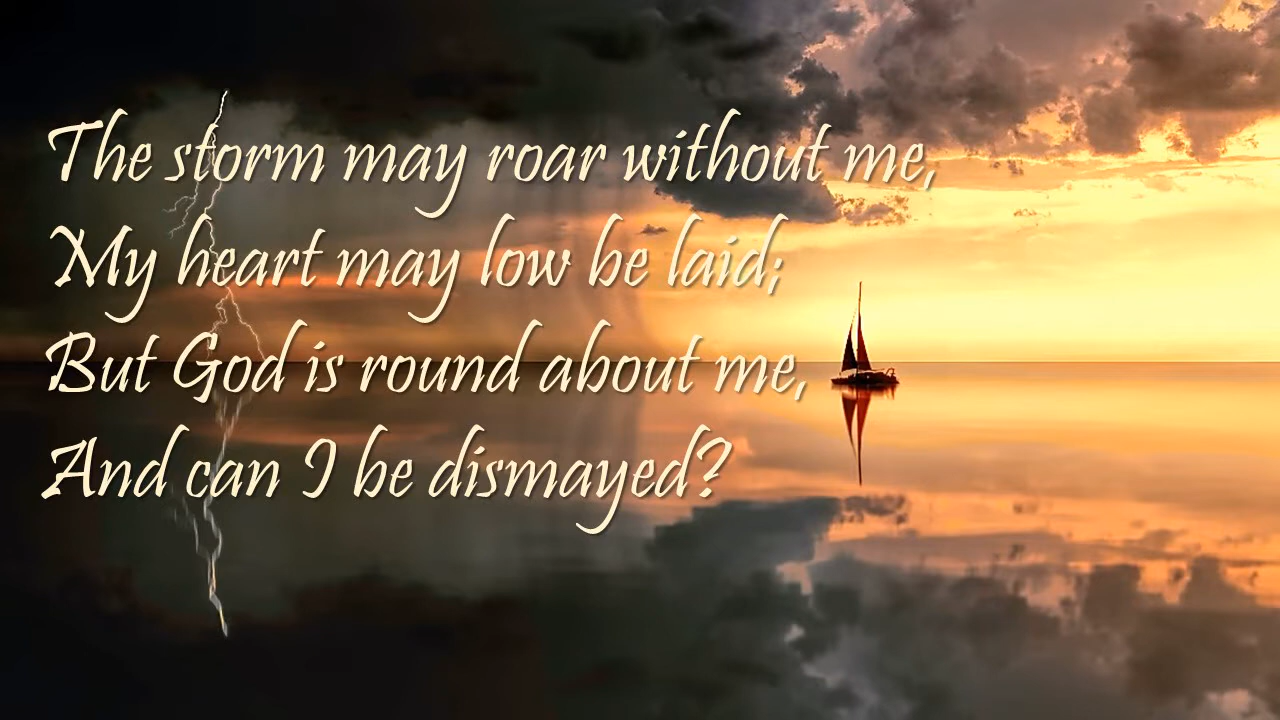 The storm may roar without me,
My heart may low be laid;
But God is round about me,
And can I be dismayed?